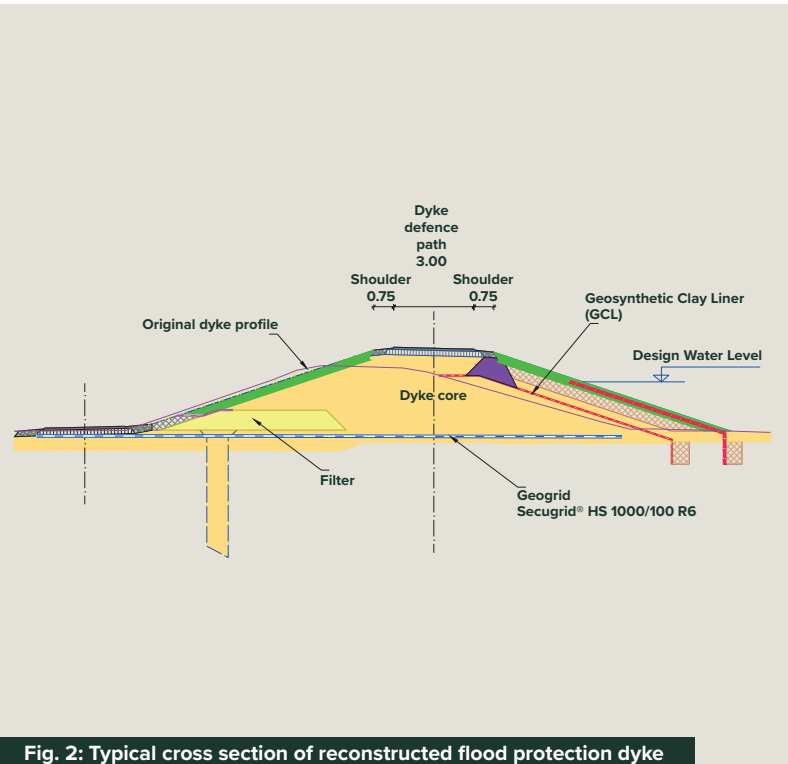 Dyke
defence
path
3.00
Shoulder
0.75
Shoulder
0.75
Geosynthetic Clay Liner
(GCL)
Original dyke profile
Design Water Level
Dyke core
Filter
Geogrid
Secugrid® HS 1000/100 R6
Fig. 2: Typical cross section of reconstructed flood protection dyke